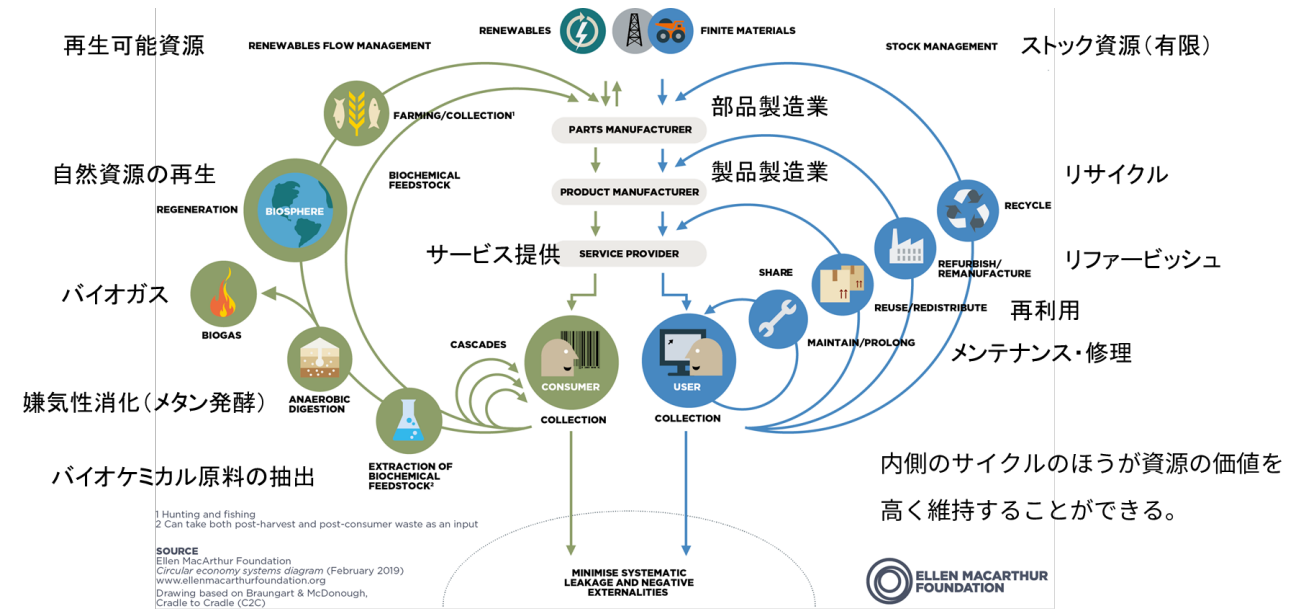 RENEWABLES
FINITE MATERIALS
再生可能資源
RENEWABLES FLOW MANAGEMENT
STOCK MANAGEMENT
ストック資源（有限）
FARMING/COLLECTION¹
部品製造業
PARTS MANUFACTURER
自然資源の再生
BIOCHEMICAL
FEEDSTOCK
製品製造業
リサイクル
PRODUCT MANUFACTURER
REGENERATION
BIOSPHERE
RECYCLE
サービス提供
SERVICE PROVIDER
REFURBISH/
REMANUFACTURE
リファービッシュ
SHARE
バイオガス
BIOGAS
REUSE/REDISTRIBUTE
再利用
CASCADES
MAINTAIN/PROLONG
メンテナンス・修理
CONSUMER
USER
嫌気性消化（メタン発酵）
ANAEROBIC
DIGESTION
COLLECTION
COLLECTION
バイオケミカル原料の抽出
EXTRACTION OF
BIOCHEMICAL
FEEDSTOCK²
内側のサイクルのほうが資源の価値を
高く維持することができる。
1 Hunting and fishing
2 Can take both post-harvest and post-consumer waste as an input
SOURCE
Ellen MacArthur Foundation
Circular economy systems diagram (February 2019)
www.ellenmacarthurfoundation.org
Drawing based on Braungart & McDonough,
Cradle to Cradle (C2C)
MINIMISE SYSTEMATIC
LEAKAGE AND NEGATIVE
EXTERNALITIES
ELLEN MACARTHUR
FOUNDATION